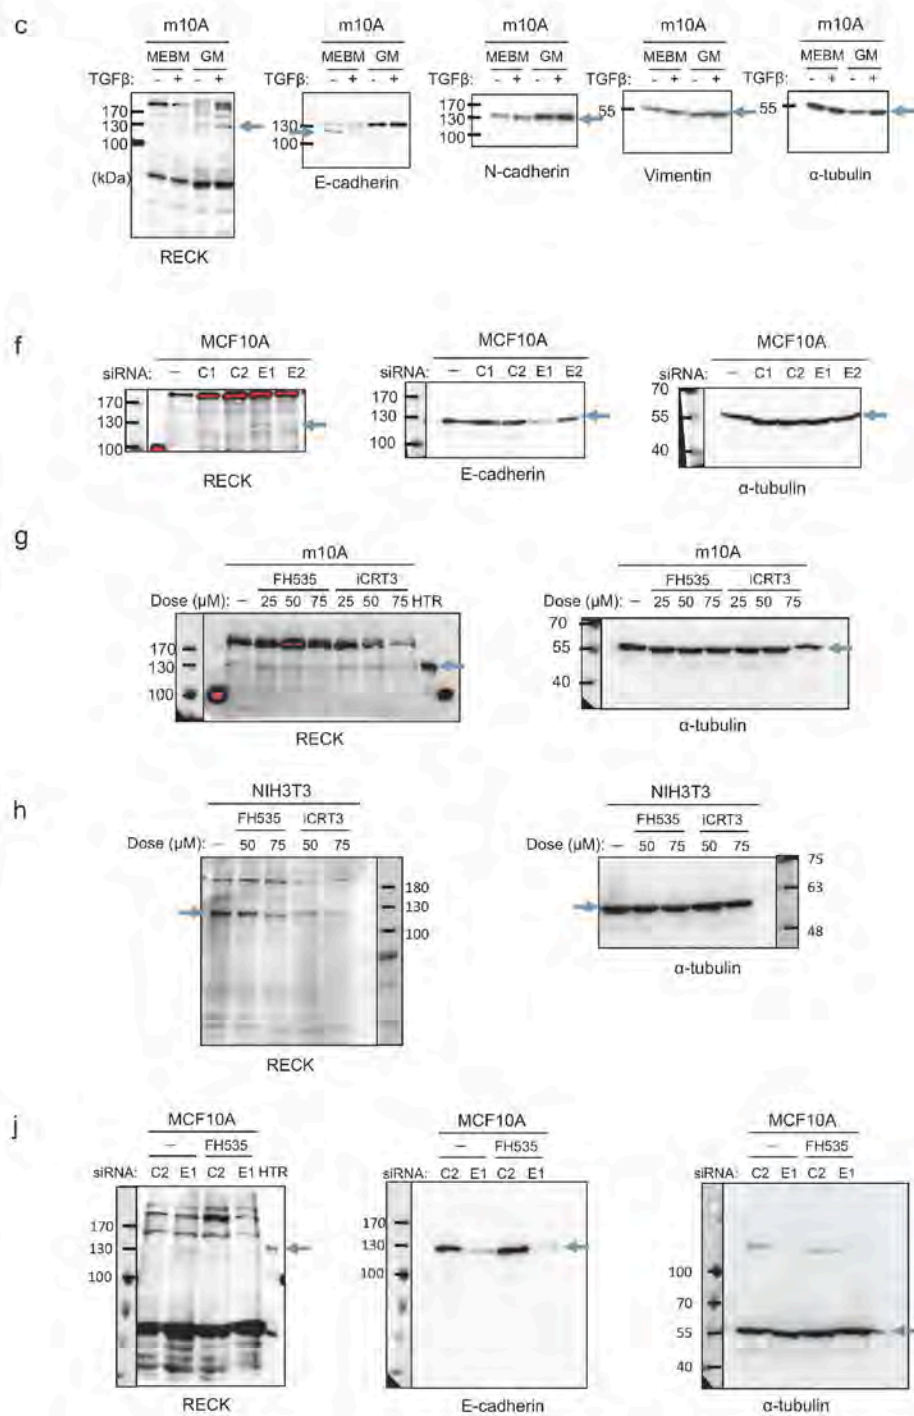 c
m10A m10A m10A m10A m10A
MEBM GM MEBM GM MEBM GM MEBM GM MEBM GM
TGFβ: - + - + TGFβ: - + - + TGFβ: - + - + TGFβ: - + - + TGFβ: - + - +
170
130
100
(kDa)
RECK
130
100
E-cadherin
170
130
100
N-cadherin
55
Vimentin
55
α-tubulin
f
MCF10A MCF10A MCF10A
siRNA: – C1 C2 E1 E2 siRNA: – C1 C2 E1 E2 siRNA: – C1 C2 E1 E2
170
130
100
RECK
170
130
100
E-cadherin
70
55
40
α-tubulin
g
m10A m10A
FH535 iCRT3 FH535 iCRT3
Dose (μM): – 25 50 75 25 50 75 HTR Dose (μM): – 25 50 75 25 50 75
170
130
100
RECK
70
55
40
α-tubulin
h
NIH3T3 NIH3T3
FH535 iCRT3 FH535 iCRT3
Dose (μM): – 50 75 50 75 Dose (μM): – 50 75 50 75
180
130
100
RECK
75
63
48
α-tubulin
j
MCF10A MCF10A MCF10A
– FH535 – FH535 – FH535
siRNA: C2 E1 C2 E1 HTR siRNA: C2 E1 C2 E1 siRNA: C2 E1 C2 E1
170
130
100
RECK
170
130
100
E-cadherin
100
70
55
40
α-tubulin